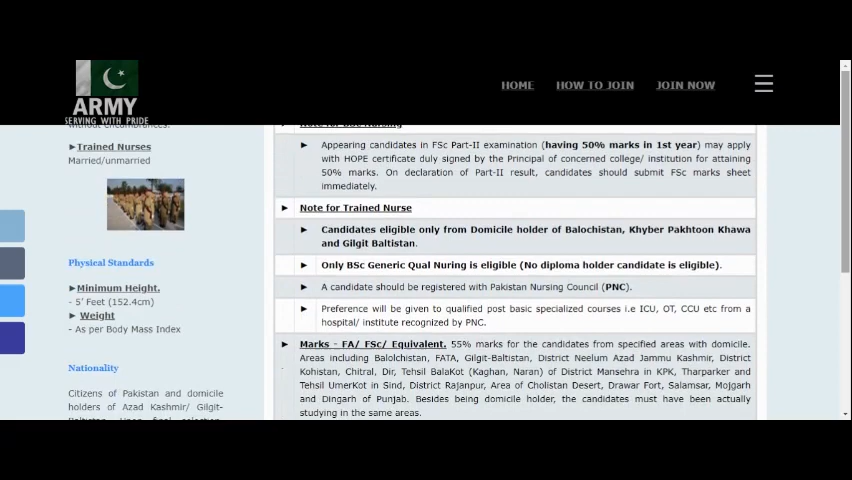 ARMY
SERVING WITH PRIDE
HOME HOW TO JOIN JOIN NOW
without encumbrances.
►Trained Nurses
Married/unmarried
Physical Standards
►Minimum Height.
- 5' Feet (152.4cm)
► Weight
- As per Body Mass Index
Nationality
Citizens of Pakistan and domicile
holders of Azad Kashmir/ Gilgit-
► Appearing candidates in FSc Part-II examination (having 50% marks in 1st year) may apply
with HOPE certificate duly signed by the Principal of concerned college/ institution for attaining
50% marks. On declaration of Part-II result, candidates should submit FSc marks sheet
immediately.
► Note for Trained Nurse
► Candidates eligible only from Domicile holder of Balochistan, Khyber Pakhtoon Khawa
and Gilgit Baltistan.
► Only BSc Generic Qual Nuring is eligible (No diploma holder candidate is eligible).
► A candidate should be registered with Pakistan Nursing Council (PNC).
► Preference will be given to qualified post basic specialized courses i.e ICU, OT, CCU etc from a
hospital/ institute recognized by PNC.
► Marks - FA/ FSc/ Equivalent. 55% marks for the candidates from specified areas with domicile.
Areas including Balolchistan, FATA, Gilgit-Baltistan, District Neelum Azad Jammu Kashmir, District
Kohistan, Chitral, Dir, Tehsil BalaKot (Kaghan, Naran) of District Mansehra in KPK, Tharparker and
Tehsil UmerKot in Sind, District Rajanpur, Area of Cholistan Desert, Drawar Fort, Salamsar, Mojgarh
and Dingarh of Punjab. Besides being domicile holder, the candidates must have been actually
studying in the same areas.